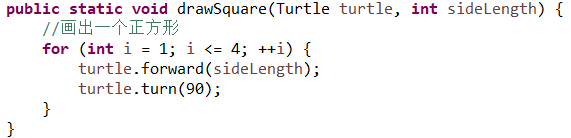 public static void drawSquare(Turtle turtle, int sideLength) {
    //画出一个正方形
    for (int i = 1; i <= 4; ++i) {
        turtle.forward(sideLength);
        turtle.turn(90);
    }
}